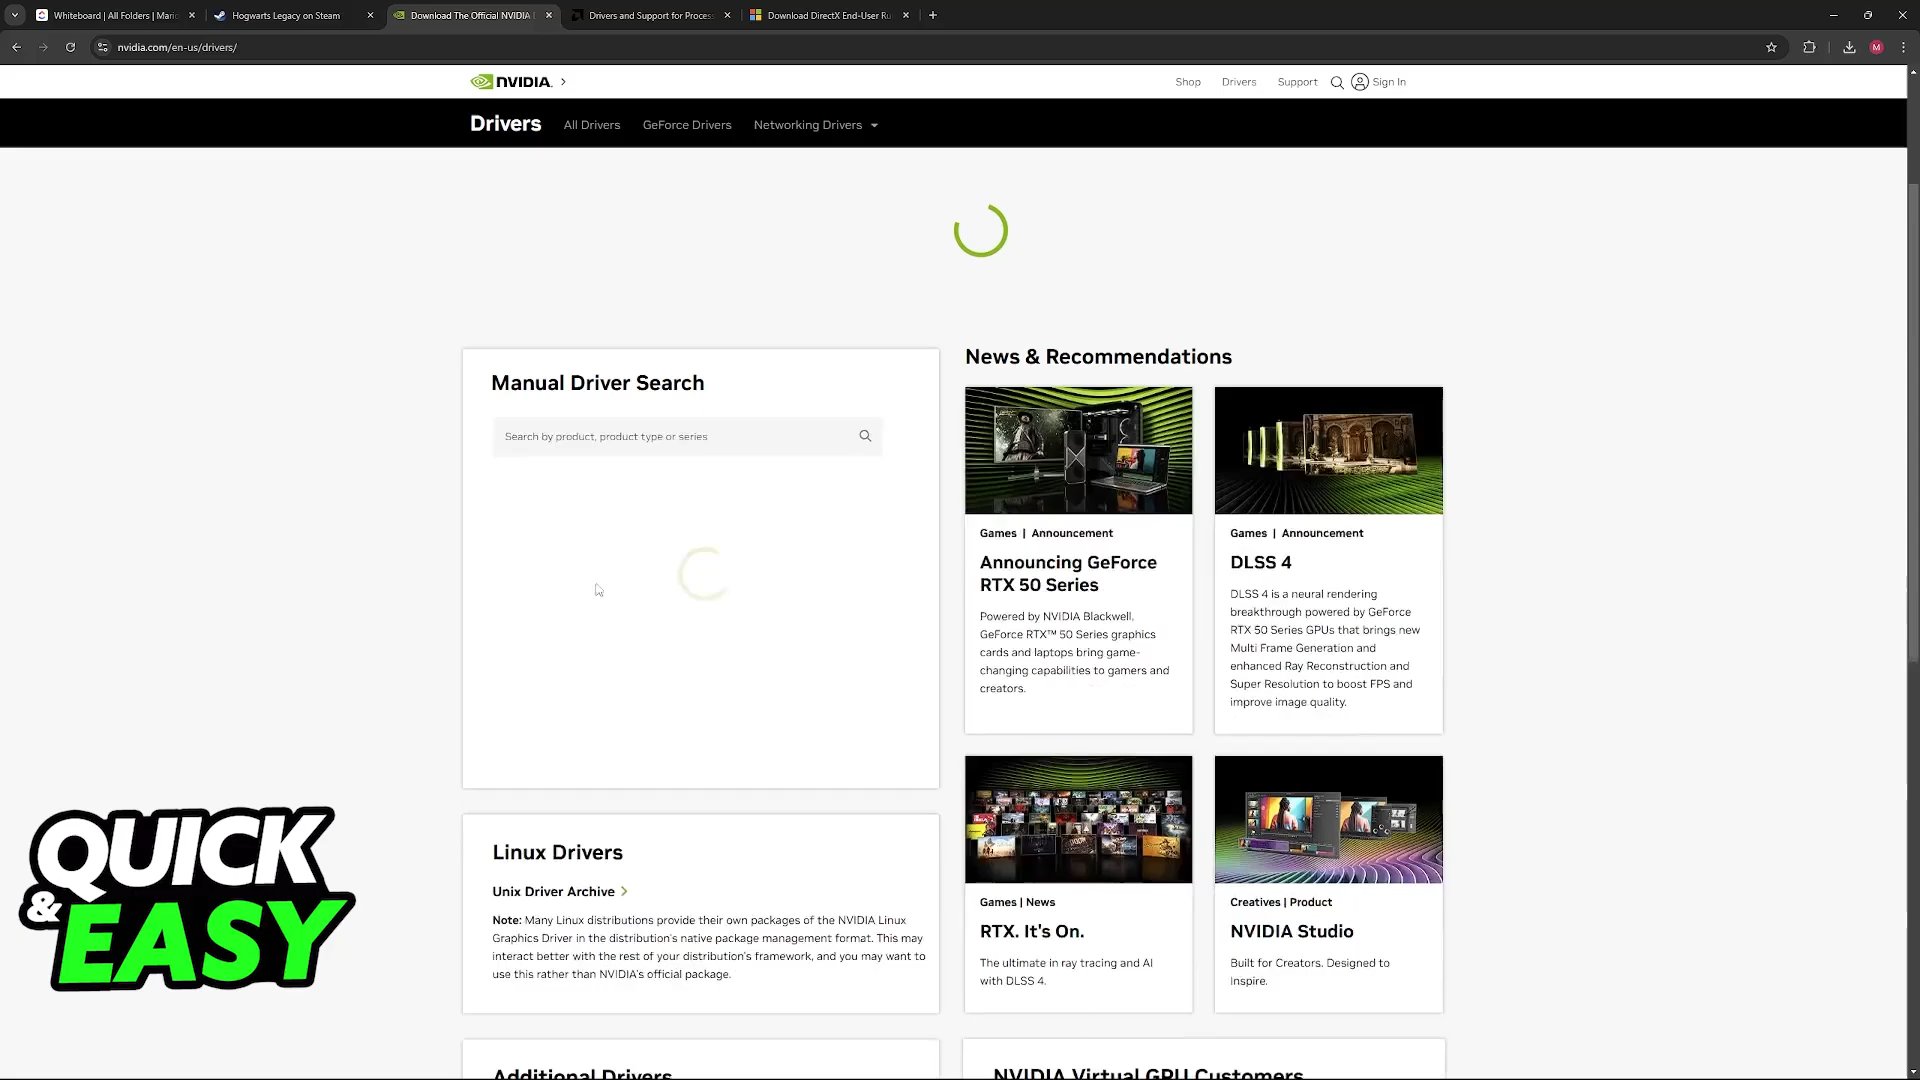 Whiteboard | All Folders | Mario
Hogwarts Legacy on Steam
Download The Official NVIDIA D
Drivers and Support for Process
Download DirectX End-User Ru
nvidia.com/en-us/drivers/
M
NVIDIA.
Shop
Drivers
Support
Sign In
Drivers
All Drivers
GeForce Drivers
Networking Drivers
Manual Driver Search
Search by product, product type or series
News & Recommendations
Games | Announcement
Announcing GeForce
RTX 50 Series
Powered by NVIDIA Blackwell,
GeForce RTX™ 50 Series graphics
cards and laptops bring game-
changing capabilities to gamers and
creators.
Games | Announcement
DLSS 4
DLSS 4 is a neural rendering
breakthrough powered by GeForce
RTX 50 Series GPUs that brings new
Multi Frame Generation and
enhanced Ray Reconstruction and
Super Resolution to boost FPS and
improve image quality.
Linux Drivers
Unix Driver Archive
Note: Many Linux distributions provide their own packages of the NVIDIA Linux
Graphics Driver in the distribution's native package management format. This may
interact better with the rest of your distribution's framework, and you may want to
use this rather than NVIDIA's official package.
Games | News
RTX. It's On.
The ultimate in ray tracing and AI
with DLSS 4.
Creatives | Product
NVIDIA Studio
Built for Creators. Designed to
Inspire.
Additional Drivers
NVIDIA Virtual GPU Customers
QUICK
& EASY